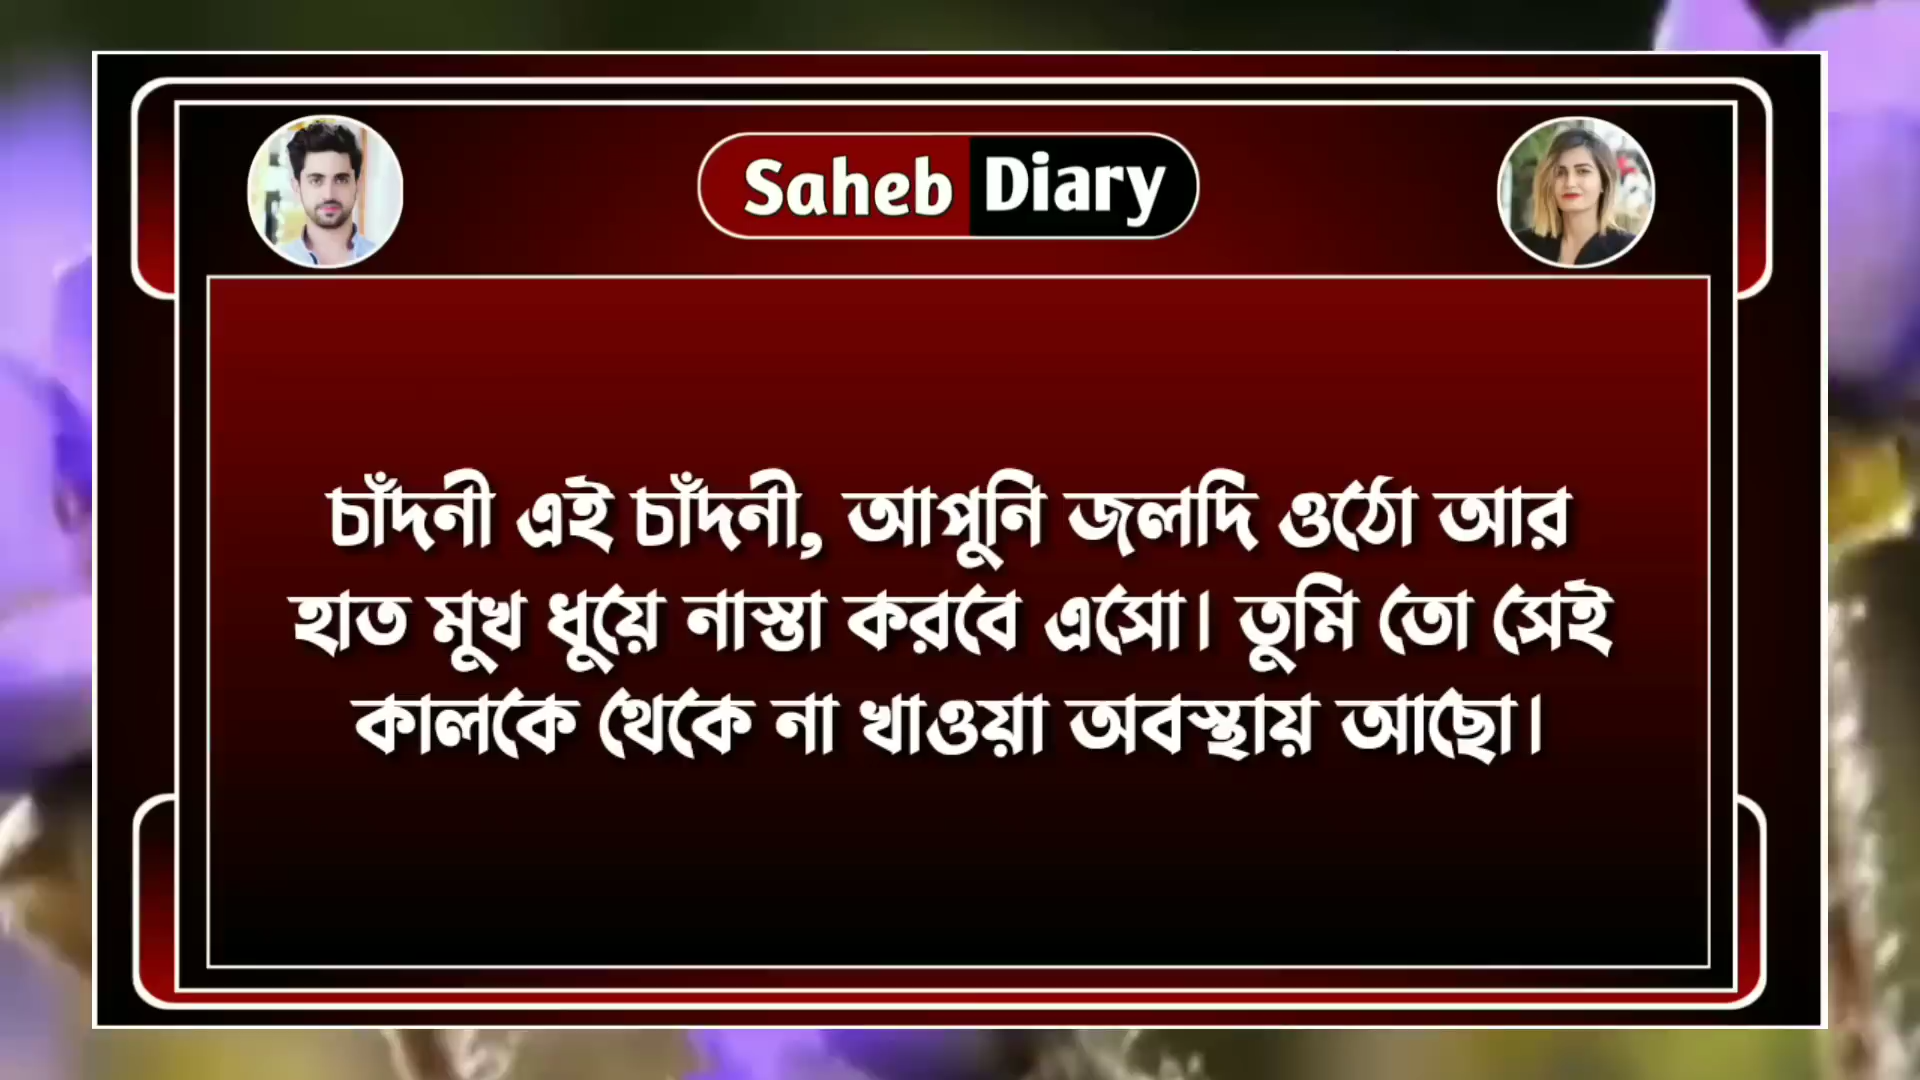 Saheb Diary
চাঁদনী এই চাঁদনী, আপুনি জলদি ওঠো আর
হাত মুখ ধুয়ে নাস্তা করবে এসো। তুমি তো সেই
কালকে থেকে না খাওয়া অবস্থায় আছো।